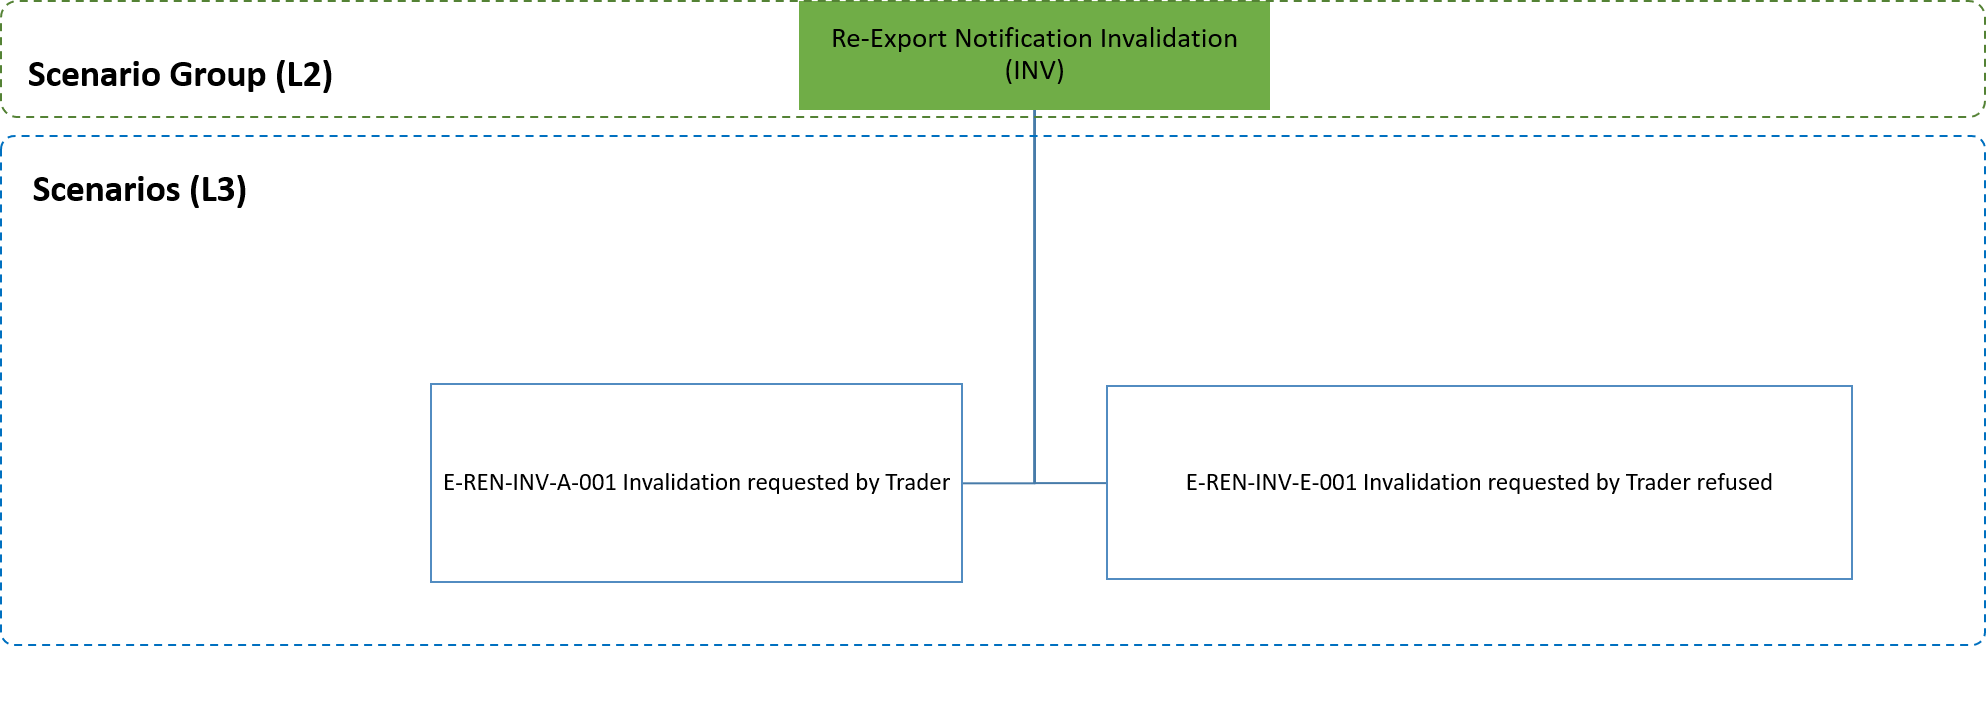 Re-Export Notification Invalidation
(INV)
Scenario Group (L2)
Scenarios (L3)
E-REN-INV-A-001 Invalidation requested by Trader
E-REN-INV-E-001 Invalidation requested by Trader refused